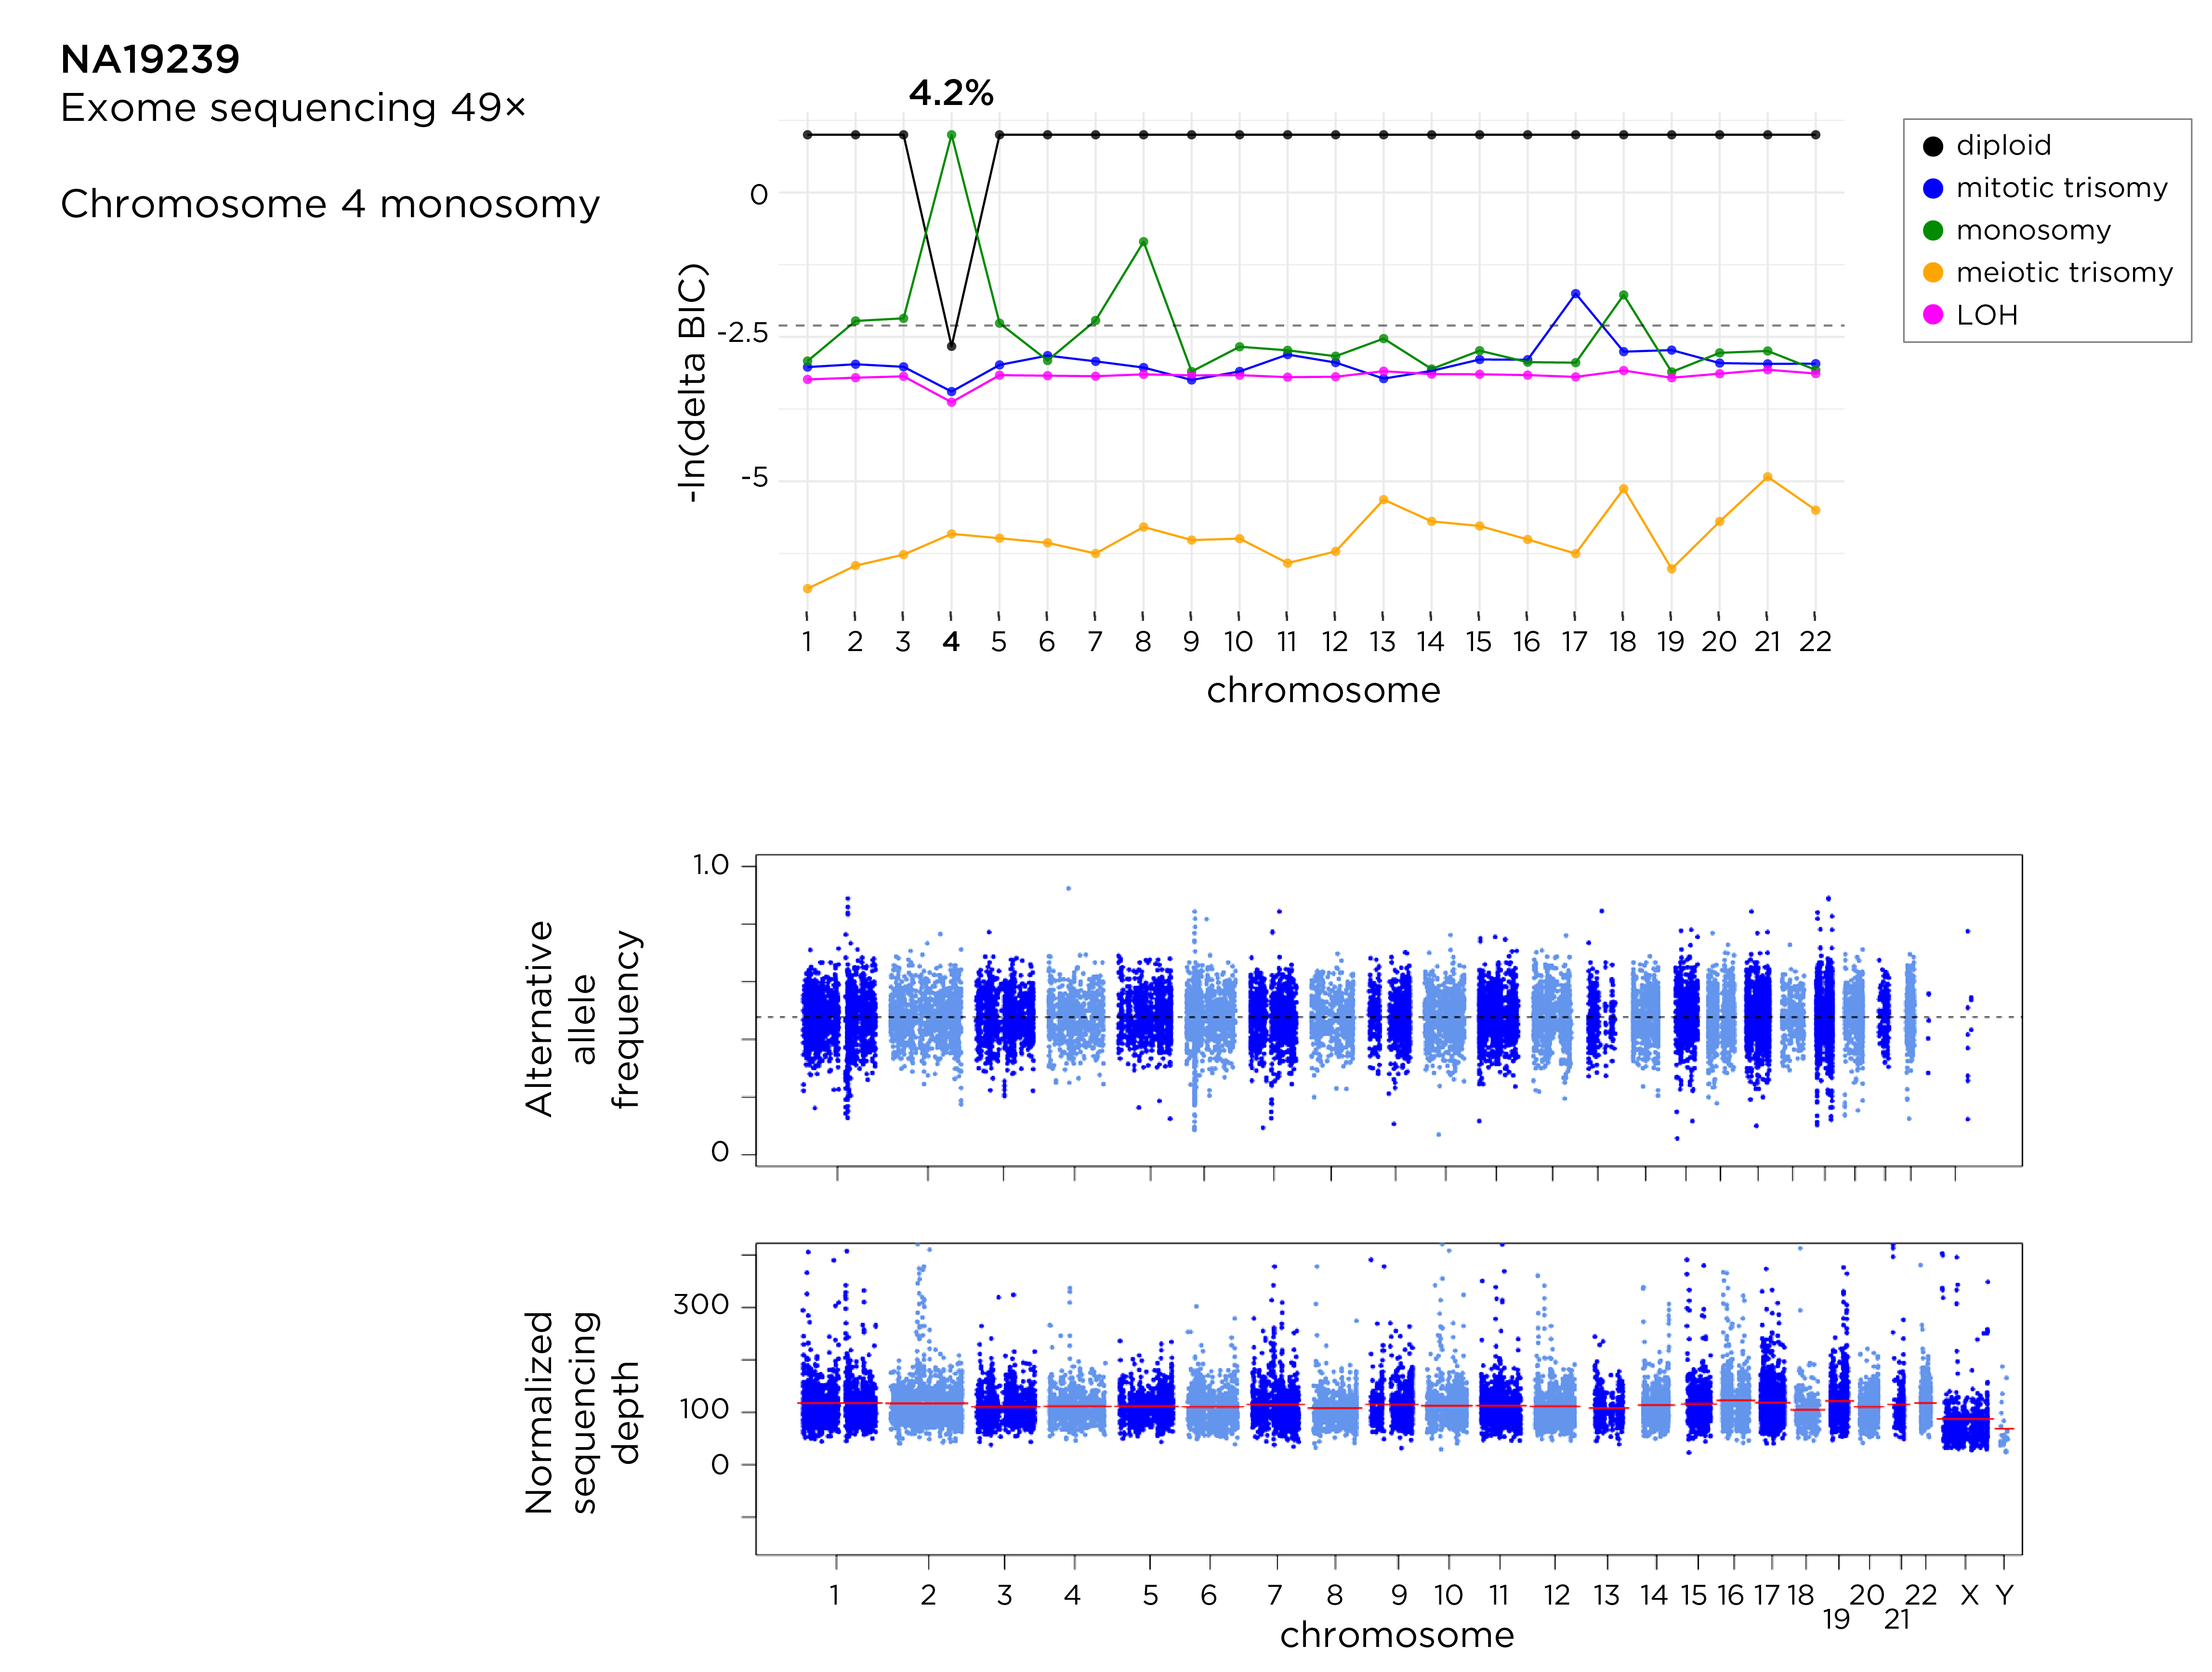 NA19239
Exome sequencing 49×
Chromosome 4 monosomy
4.2%
0
-2.5
-5
-ln(delta BIC)
1 2 3 4 5 6 7 8 9 10 11 12 13 14 15 16 17 18 19 20 21 22
chromosome
diploid
mitotic trisomy
monosomy
meiotic trisomy
LOH
Alternative
allele
frequency
1.0
0
Normalized
sequencing
depth
300
100
0
1 2 3 4 5 6 7 8 9 10 11 12 13 14 15 16 17 18 20 22 X Y
19 21
chromosome